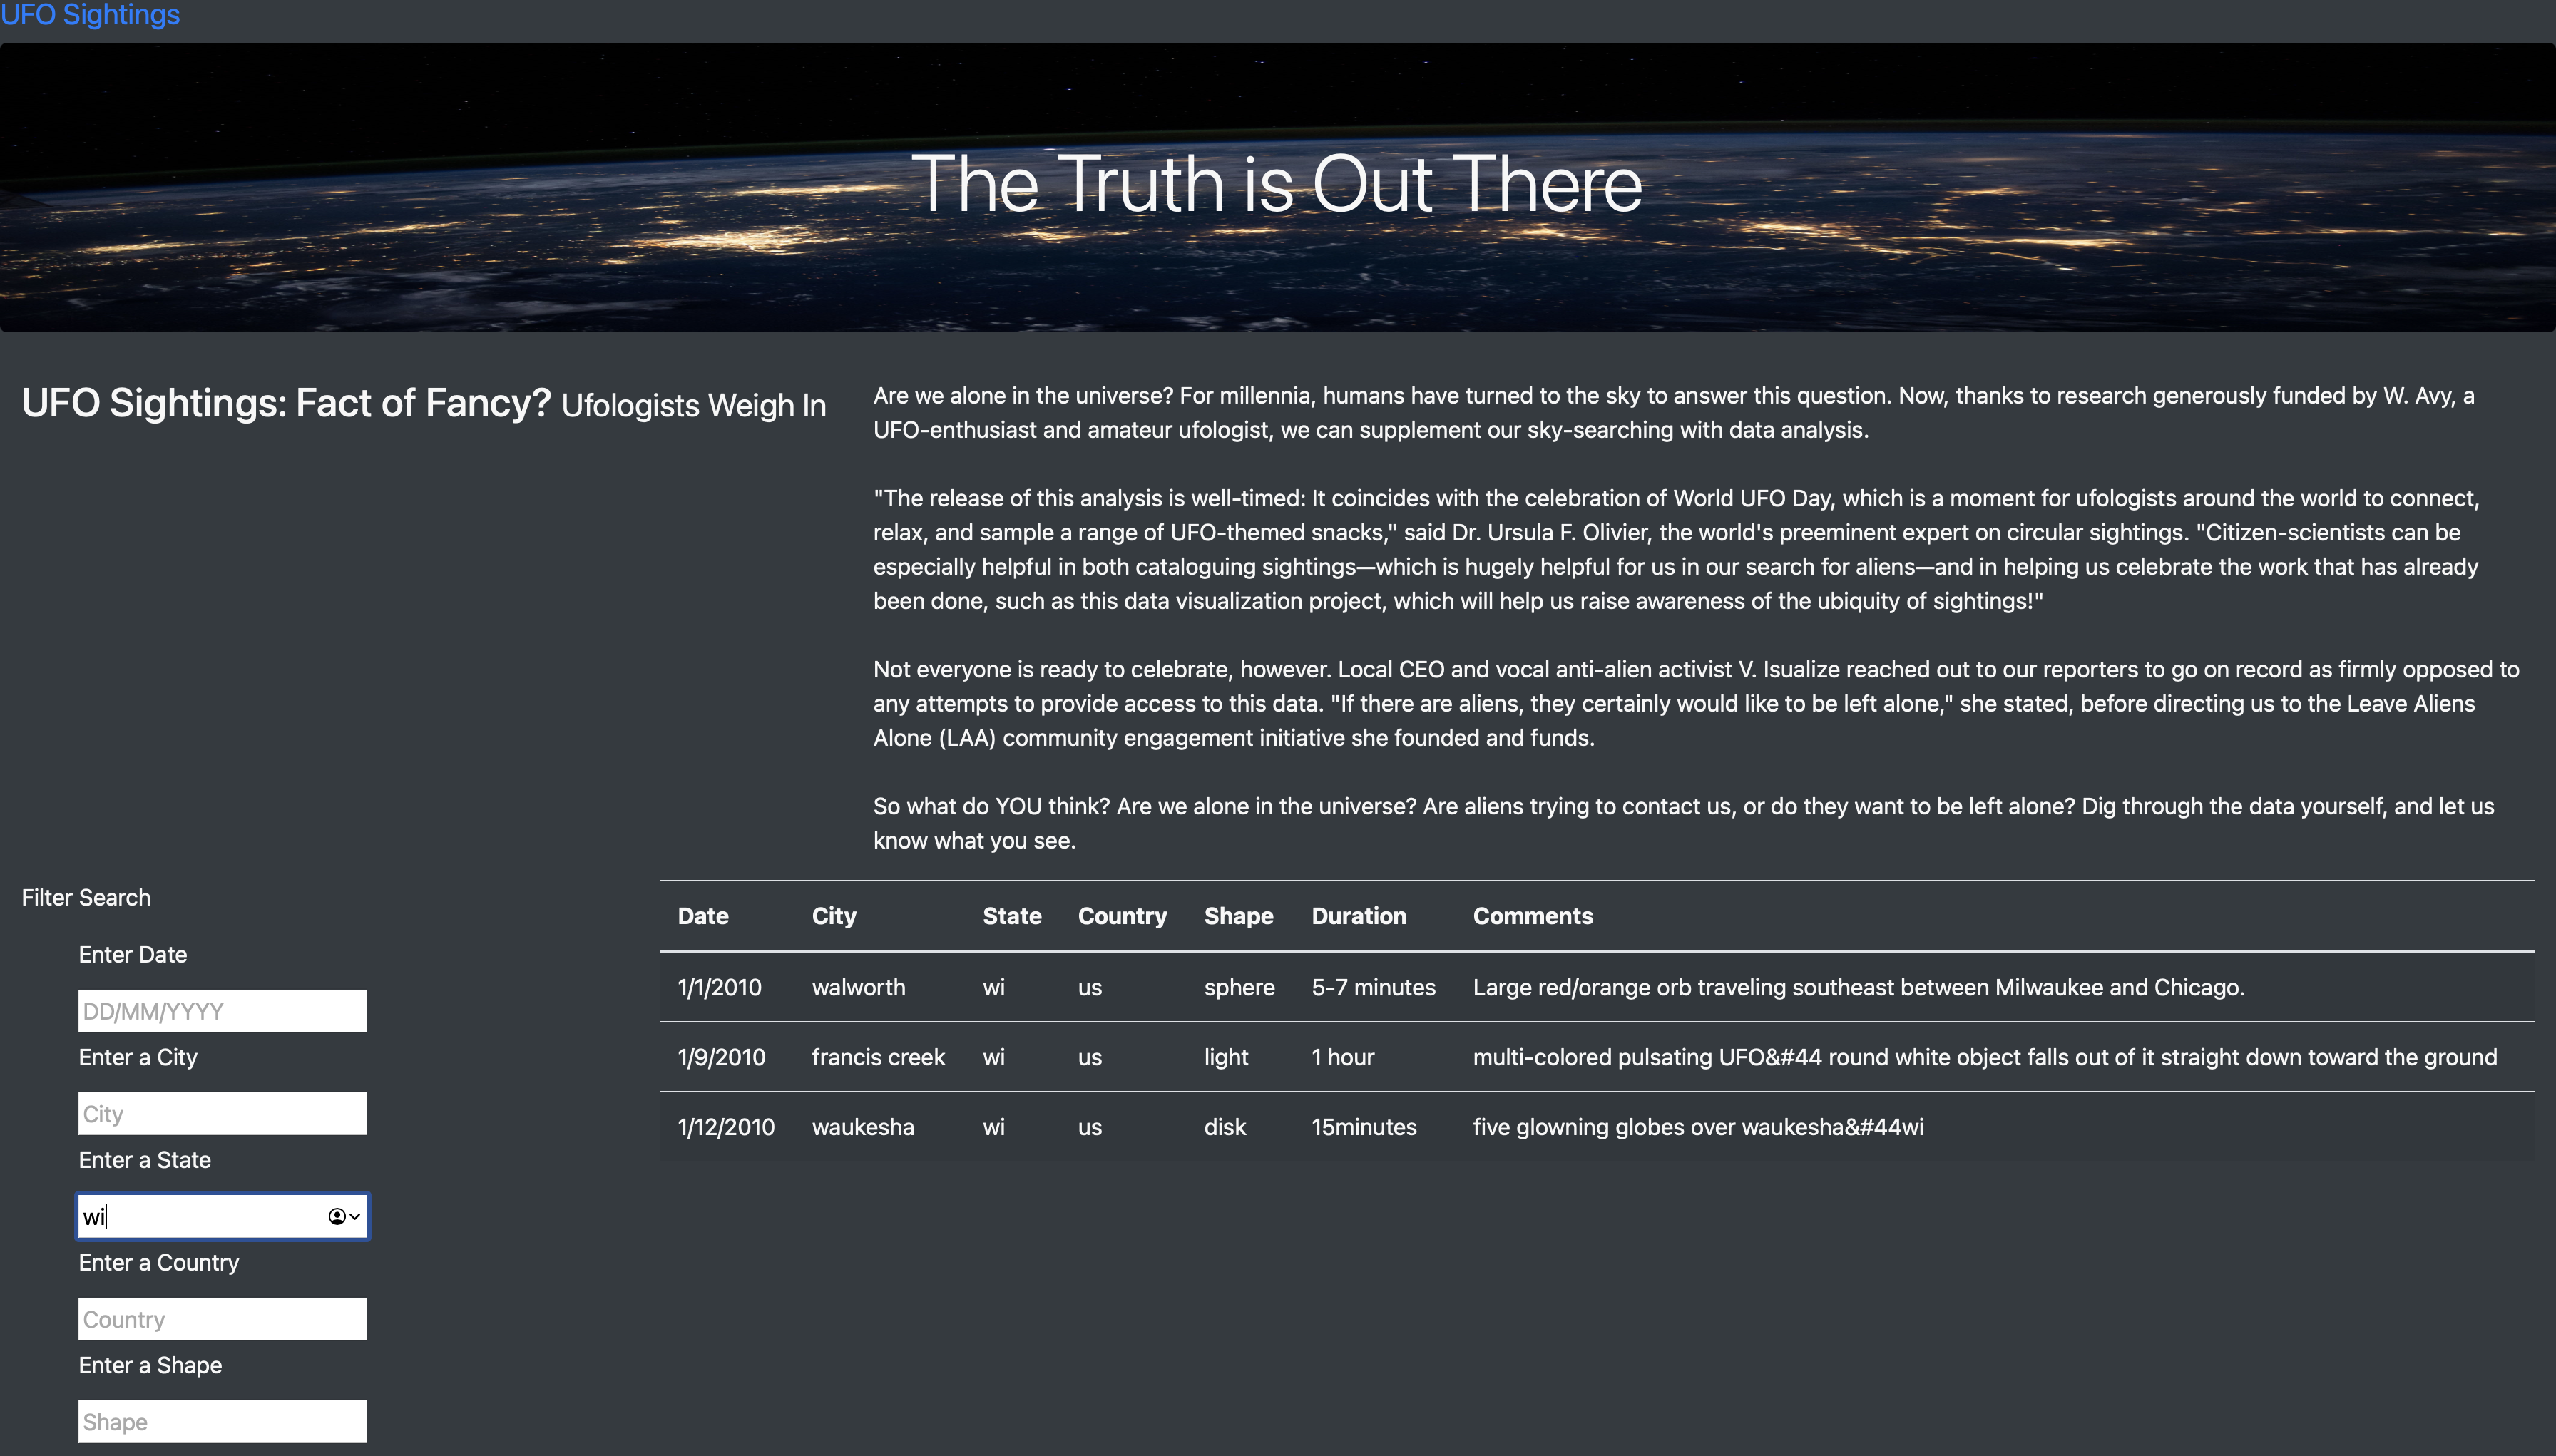 UFO Sightings
The Truth is Out There
UFO Sightings: Fact of Fancy? Ufologists Weigh In
Are we alone in the universe? For millennia, humans have turned to the sky to answer this question. Now, thanks to research generously funded by W. Avy, a
UFO-enthusiast and amateur ufologist, we can supplement our sky-searching with data analysis.
"The release of this analysis is well-timed: It coincides with the celebration of World UFO Day, which is a moment for ufologists around the world to connect,
relax, and sample a range of UFO-themed snacks," said Dr. Ursula F. Olivier, the world's preeminent expert on circular sightings. "Citizen-scientists can be
especially helpful in both cataloguing sightings—which is hugely helpful for us in our search for aliens—and in helping us celebrate the work that has already
been done, such as this data visualization project, which will help us raise awareness of the ubiquity of sightings!"
Not everyone is ready to celebrate, however. Local CEO and vocal anti-alien activist V. Isualize reached out to our reporters to go on record as firmly opposed to
any attempts to provide access to this data. "If there are aliens, they certainly would like to be left alone," she stated, before directing us to the Leave Aliens
Alone (LAA) community engagement initiative she founded and funds.
So what do YOU think? Are we alone in the universe? Are aliens trying to contact us, or do they want to be left alone? Dig through the data yourself, and let us
know what you see.
Filter Search
Enter Date
DD/MM/YYYY
Enter a City
City
Enter a State
wi
Enter a Country
Country
Enter a Shape
Shape
Date City State Country Shape Duration Comments
1/1/2010 walworth wi us sphere 5-7 minutes Large red/orange orb traveling southeast between Milwaukee and Chicago.
1/9/2010 francis creek wi us light 1 hour multi-colored pulsating UFO&#44 round white object falls out of it straight down toward the ground
1/12/2010 waukesha wi us disk 15minutes five glowning globes over waukesha&#44wi